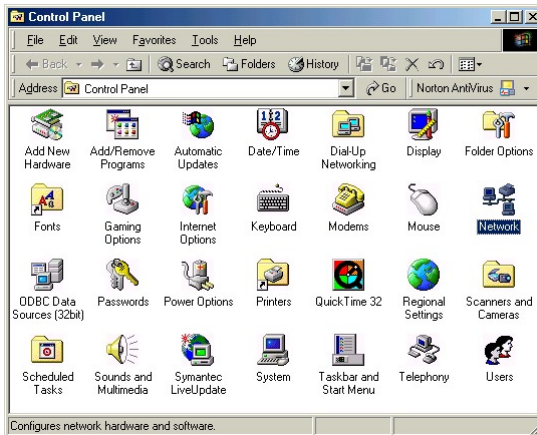 Control Panel
File Edit View Favorites Tools Help
Back Search Folders History
Address Control Panel Go Norton AntiVirus
Add New Hardware
Add/Remove Programs
Automatic Updates
Date/Time
Dial-Up Networking
Display
Folder Options
Fonts
Gaming Options
Internet Options
Keyboard
Modems
Mouse
Network
ODBC Data Sources (32bit)
Passwords
Power Options
Printers
QuickTime 32
Regional Settings
Scanners and Cameras
Scheduled Tasks
Sounds and Multimedia
Symantec LiveUpdate
System
Taskbar and Start Menu
Telephony
Users
Configures network hardware and software.